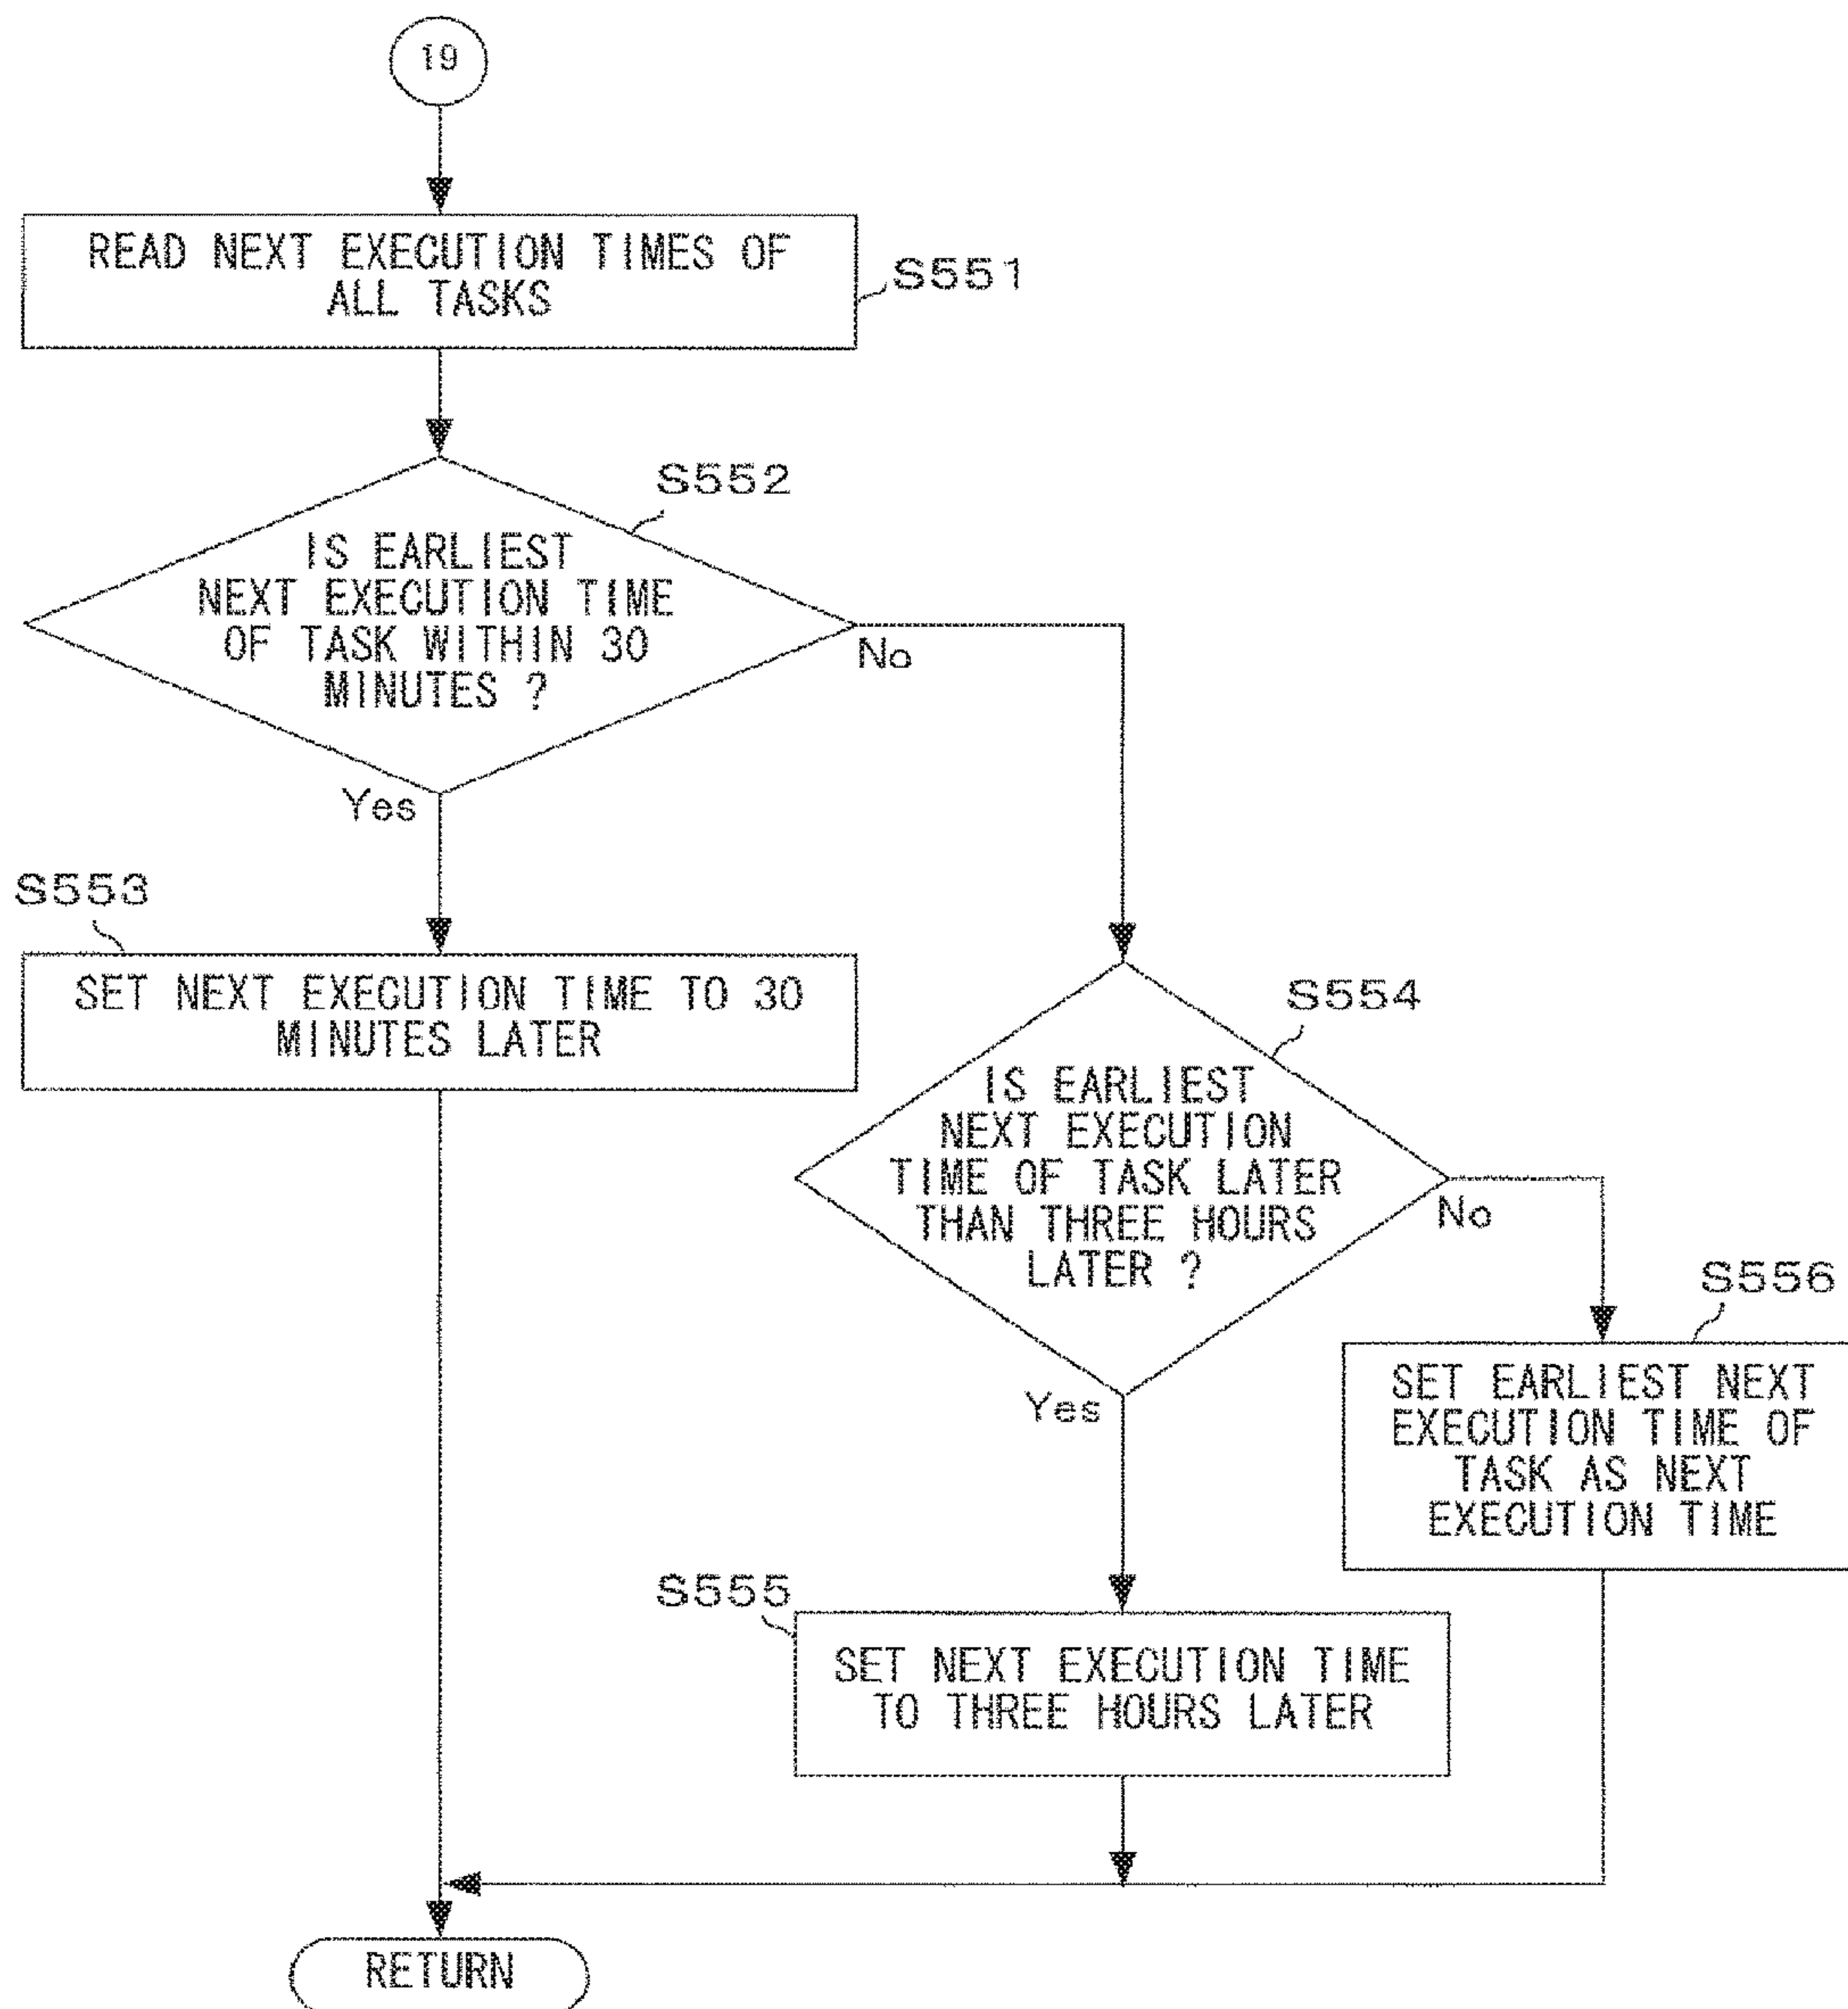 19
READ NEXT EXECUTION TIMES OF
ALL TASKS
S551
S552
IS EARLIEST
NEXT EXECUTION TIME
OF TASK WITHIN 30
MINUTES ?
No
Yes
S553
SET NEXT EXECUTION TIME TO 30
MINUTES LATER
S554
IS EARLIEST
NEXT EXECUTION
TIME OF TASK LATER
THAN THREE HOURS
LATER ?
No
Yes
S556
SET EARLIEST NEXT
EXECUTION TIME OF
TASK AS NEXT
EXECUTION TIME
S555
SET NEXT EXECUTION TIME
TO THREE HOURS LATER
RETURN